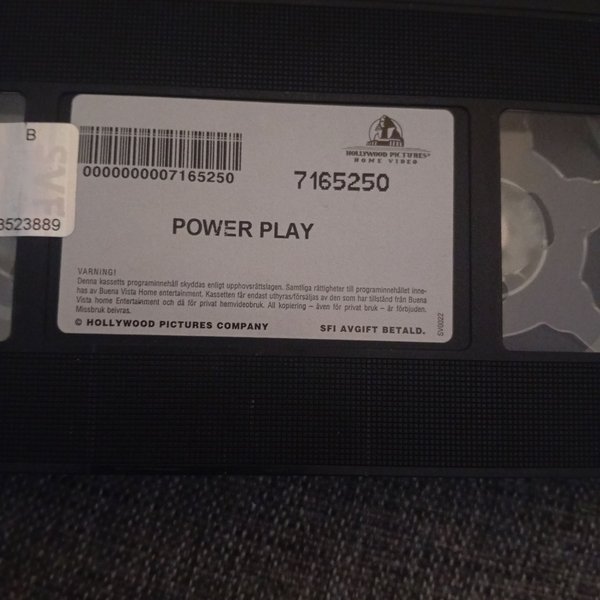 B
SVF
3523889
0000000007165250
HOLLYWOOD PICTURES
HOME VIDEO
7165250
POWER PLAY
VARNING!
Denna kassetts programinnehåll skyddas enligt upphovsrättslagen. Samtliga rättigheter till programinnehållet inne-
has av Buena Vista Home entertainment. Kassetten får endast uthyras/försäljas av den som har tillstånd från Buena
Vista home Entertainment och då för privat hemvideobruk. All kopiering – även för privat bruk – är förbjuden.
Missbruk beivras.
© HOLLYWOOD PICTURES COMPANY
SFI AVGIFT BETALD.
SV0322